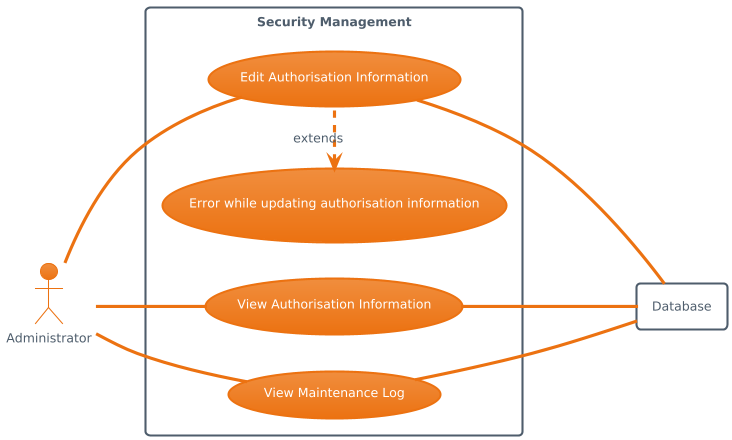 Security Management
Edit Authorisation Information
extends
Error while updating authorisation information
View Authorisation Information
Database
Administrator
View Maintenance Log